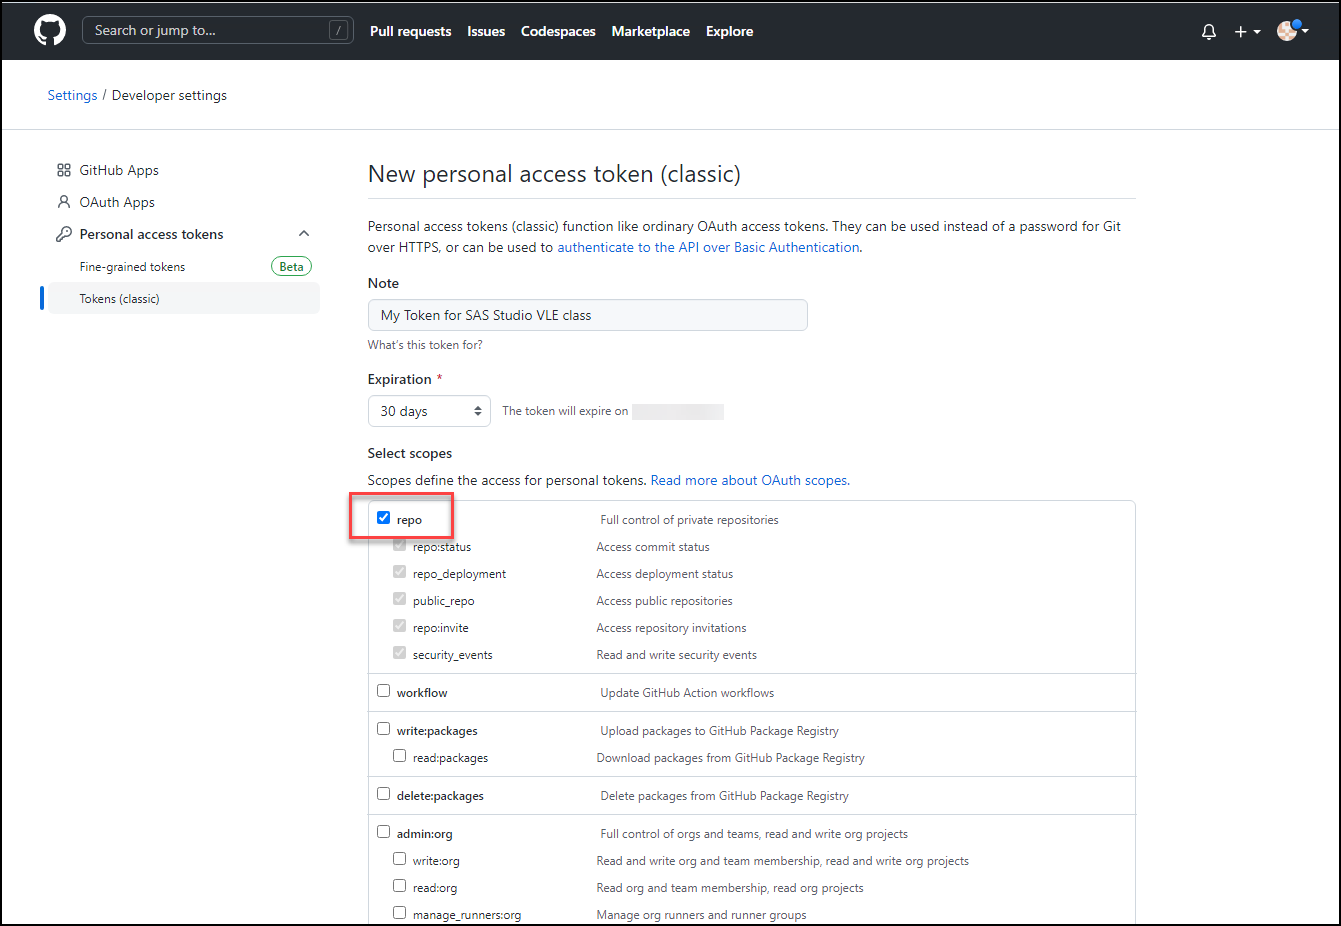 Search or jump to... /
Pull requests Issues Codespaces Marketplace Explore
Settings / Developer settings
GitHub Apps
OAuth Apps
Personal access tokens
Fine-grained tokens Beta
Tokens (classic)
New personal access token (classic)
Personal access tokens (classic) function like ordinary OAuth access tokens. They can be used instead of a password for Git
over HTTPS, or can be used to authenticate to the API over Basic Authentication.
Note
My Token for SAS Studio VLE class
What's this token for?
Expiration *
30 days The token will expire on
Select scopes
Scopes define the access for personal tokens. Read more about OAuth scopes.
repo Full control of private repositories
repo:status Access commit status
repo_deployment Access deployment status
public_repo Access public repositories
repo:invite Access repository invitations
security_events Read and write security events
workflow Update GitHub Action workflows
write:packages Upload packages to GitHub Package Registry
read:packages Download packages from GitHub Package Registry
delete:packages Delete packages from GitHub Package Registry
admin:org Full control of orgs and teams, read and write org projects
write:org Read and write org and team membership, read and write org projects
read:org Read org and team membership, read org projects
manage_runners:org Manage org runners and runner groups